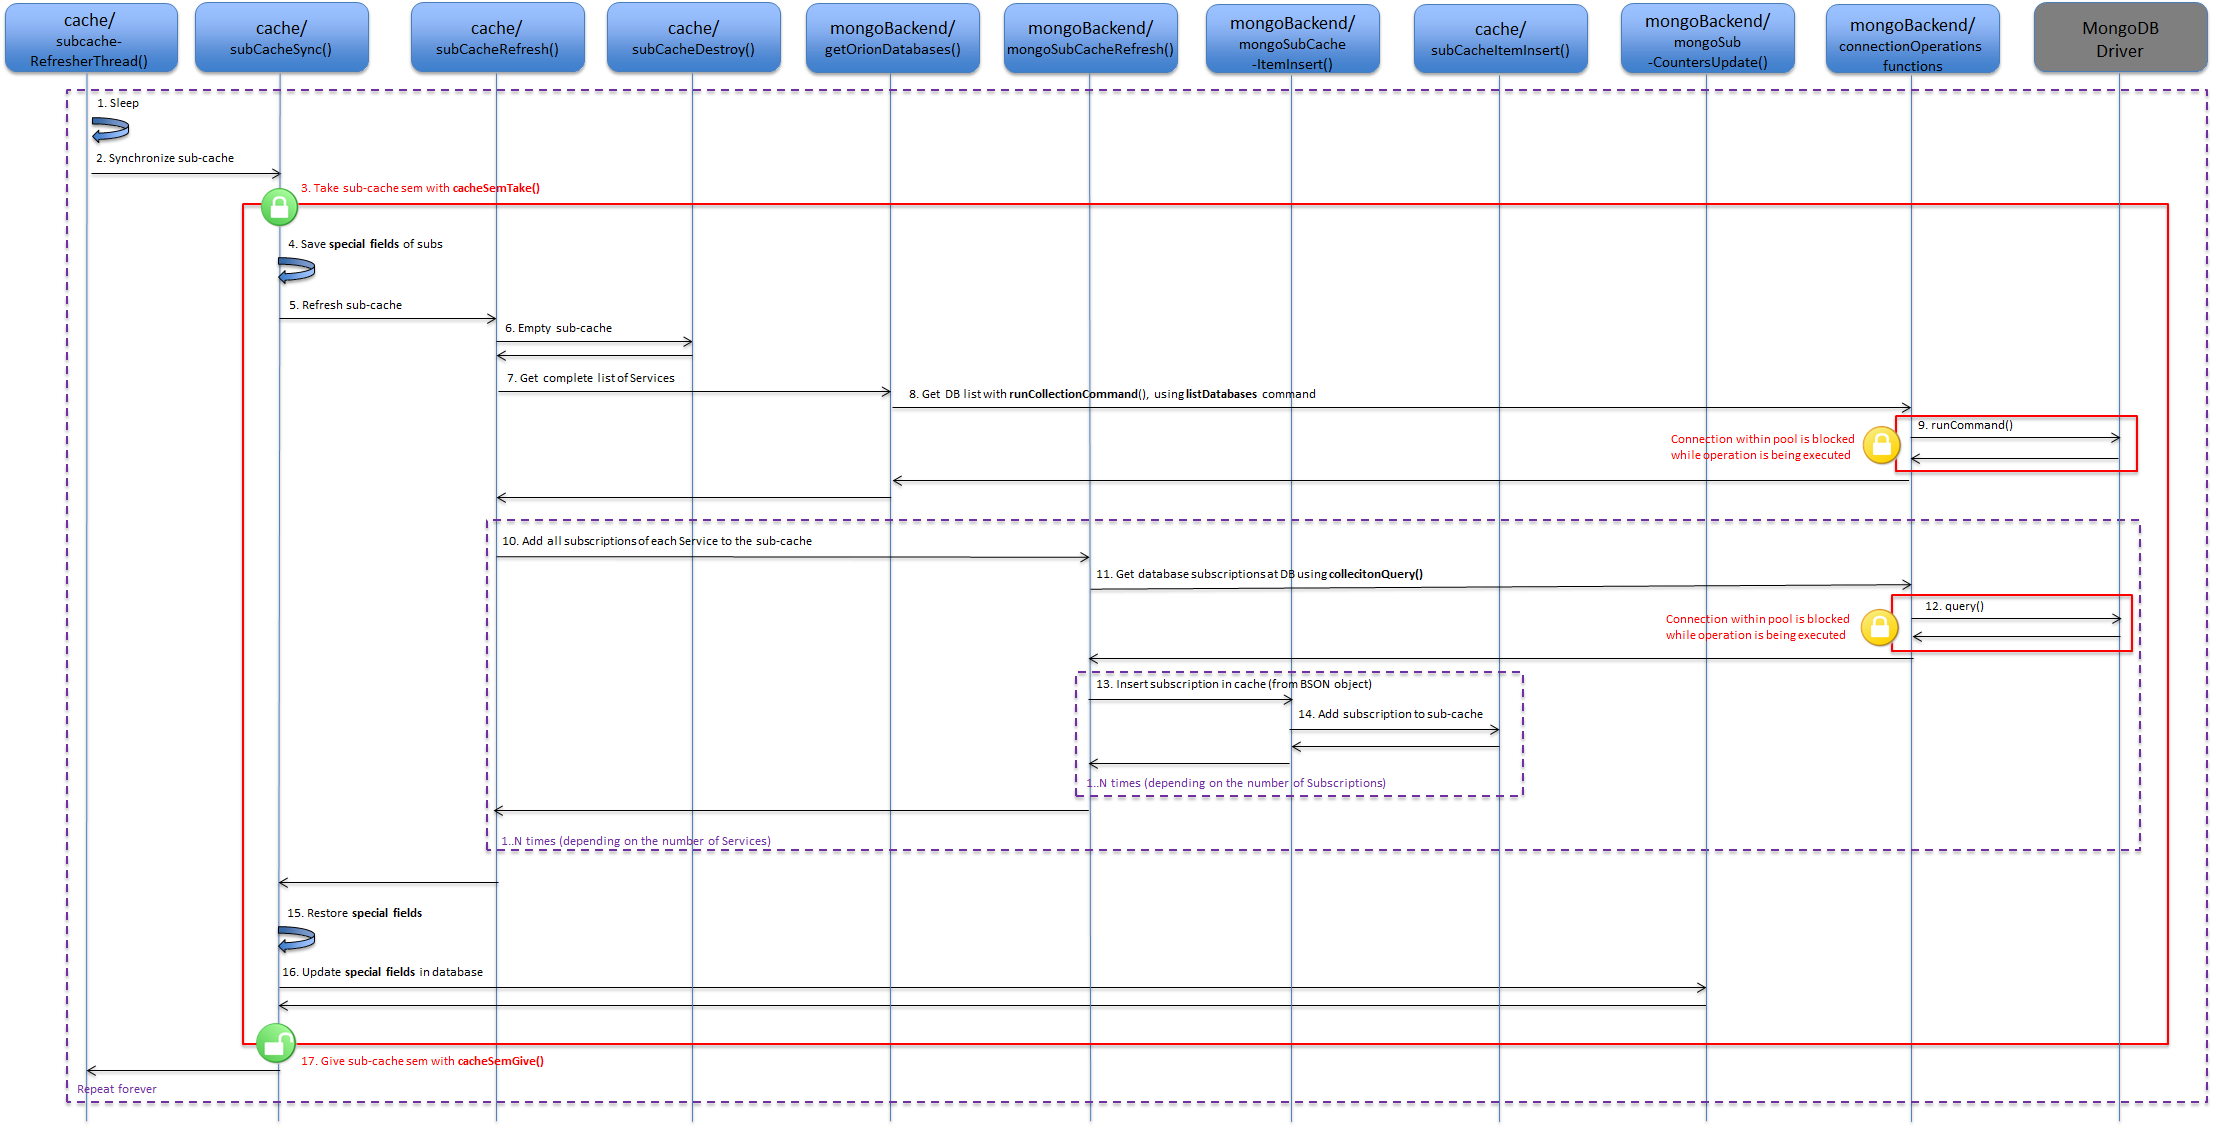 cache/
subcache-
RefresherThread()
cache/
subCacheSync()
cache/
subCacheRefresh()
cache/
subCacheDestroy()
mongoBackend/
getOrionDatabases()
mongoBackend/
mongoSubCacheRefresh()
mongoBackend/
mongoSubCache
-ItemInsert()
cache/
subCacheItemInsert()
mongoBackend/
mongoSub
-CountersUpdate()
mongoBackend/
connectionOperations
functions
MongoDB
Driver
1. Sleep
2. Synchronize sub-cache
3. Take sub-cache sem with cacheSemTake()
4. Save special fields of subs
5. Refresh sub-cache
6. Empty sub-cache
7. Get complete list of Services
8. Get DB list with runCollectionCommand(), using listDatabases command
9. runCommand()
Connection within pool is blocked
while operation is being executed
10. Add all subscriptions of each Service to the sub-cache
11. Get database subscriptions at DB using collecitonQuery()
12. query()
Connection within pool is blocked
while operation is being executed
13. Insert subscription in cache (from BSON object)
14. Add subscription to sub-cache
1..N times (depending on the number of Subscriptions)
1..N times (depending on the number of Services)
15. Restore special fields
16. Update special fields in database
17. Give sub-cache sem with cacheSemGive()
Repeat forever